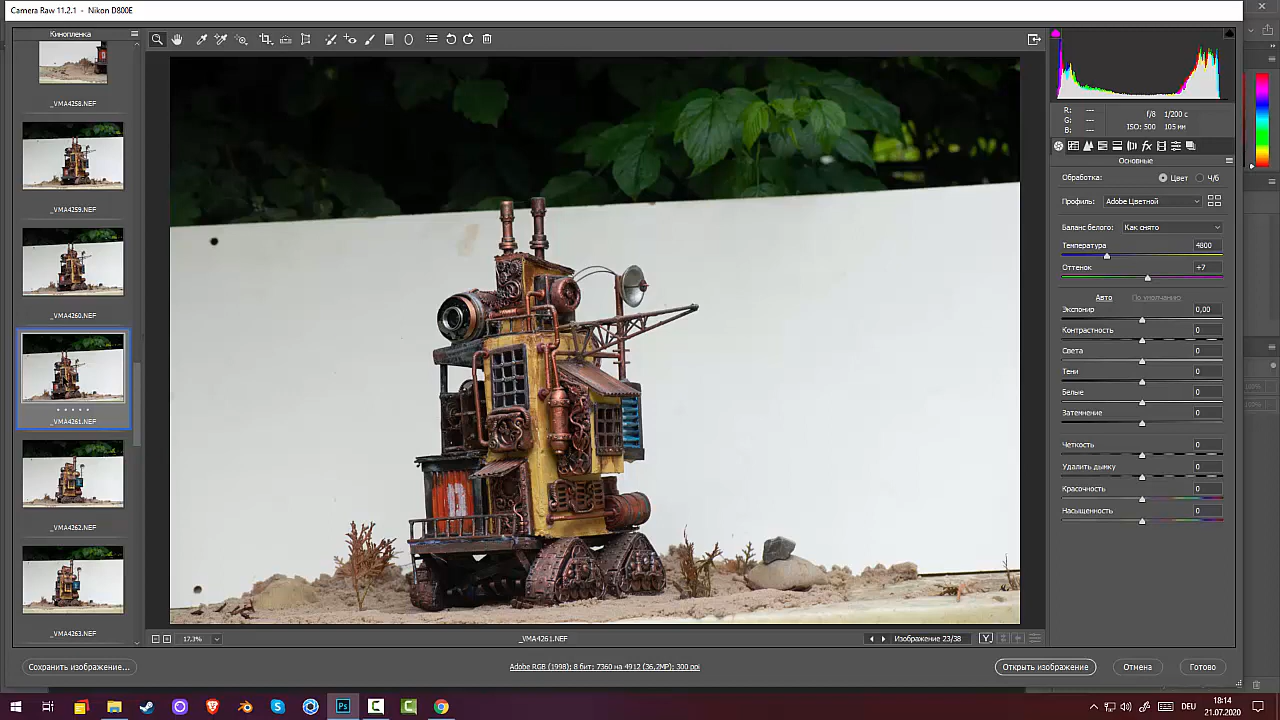 Camera Raw 11.2.1 - Nikon D800E
Кинопленка
_VMA4258.NEF
_VMA4259.NEF
_VMA4260.NEF
_VMA4261.NEF
_VMA4262.NEF
_VMA4263.NEF
17,3%
_VMA4261.NEF
Изображение 23/38
Y
R: ---
G: ---
B: ---
f/8 1/200 с
ISO: 500 105 мм
fx
Основные
Обработка: Цвет Ч/б
Профиль: Adobe Цветной
Баланс белого: Как снято
Температура 4800
Оттенок +7
Авто По умолчанию
Экспонир 0,00
Контрастность 0
Света 0
Тени 0
Белые 0
Затемнение 0
Четкость 0
Удалить дымку 0
Красочность 0
Насыщенность 0
Сохранить изображение...
Adobe RGB (1998); 8 бит; 7360 на 4912 (36,2МР); 300 ppi
Открыть изображение
Отмена
Готово
Ps
DEU
18:14
21.07.2020